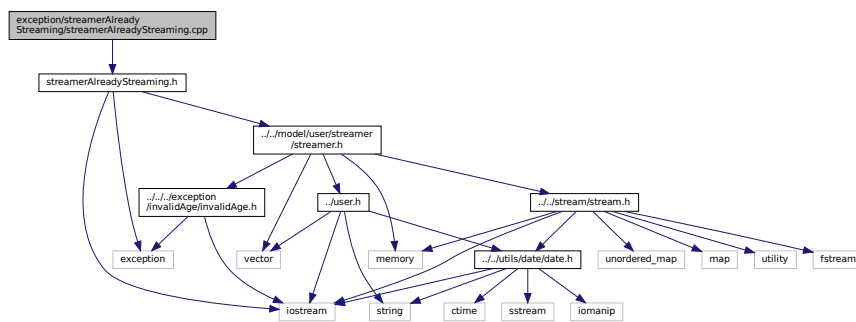 exception/streamerAlready
Streaming/streamerAlreadyStreaming.cpp
streamerAlreadyStreaming.h
../../model/user/streamer
/streamer.h
../../../exception
/invalidAge/invalidAge.h
../user.h
../../stream/stream.h
exception
vector
memory
../../utils/date/date.h
unordered_map
map
utility
fstream
iostream
string
ctime
sstream
iomanip